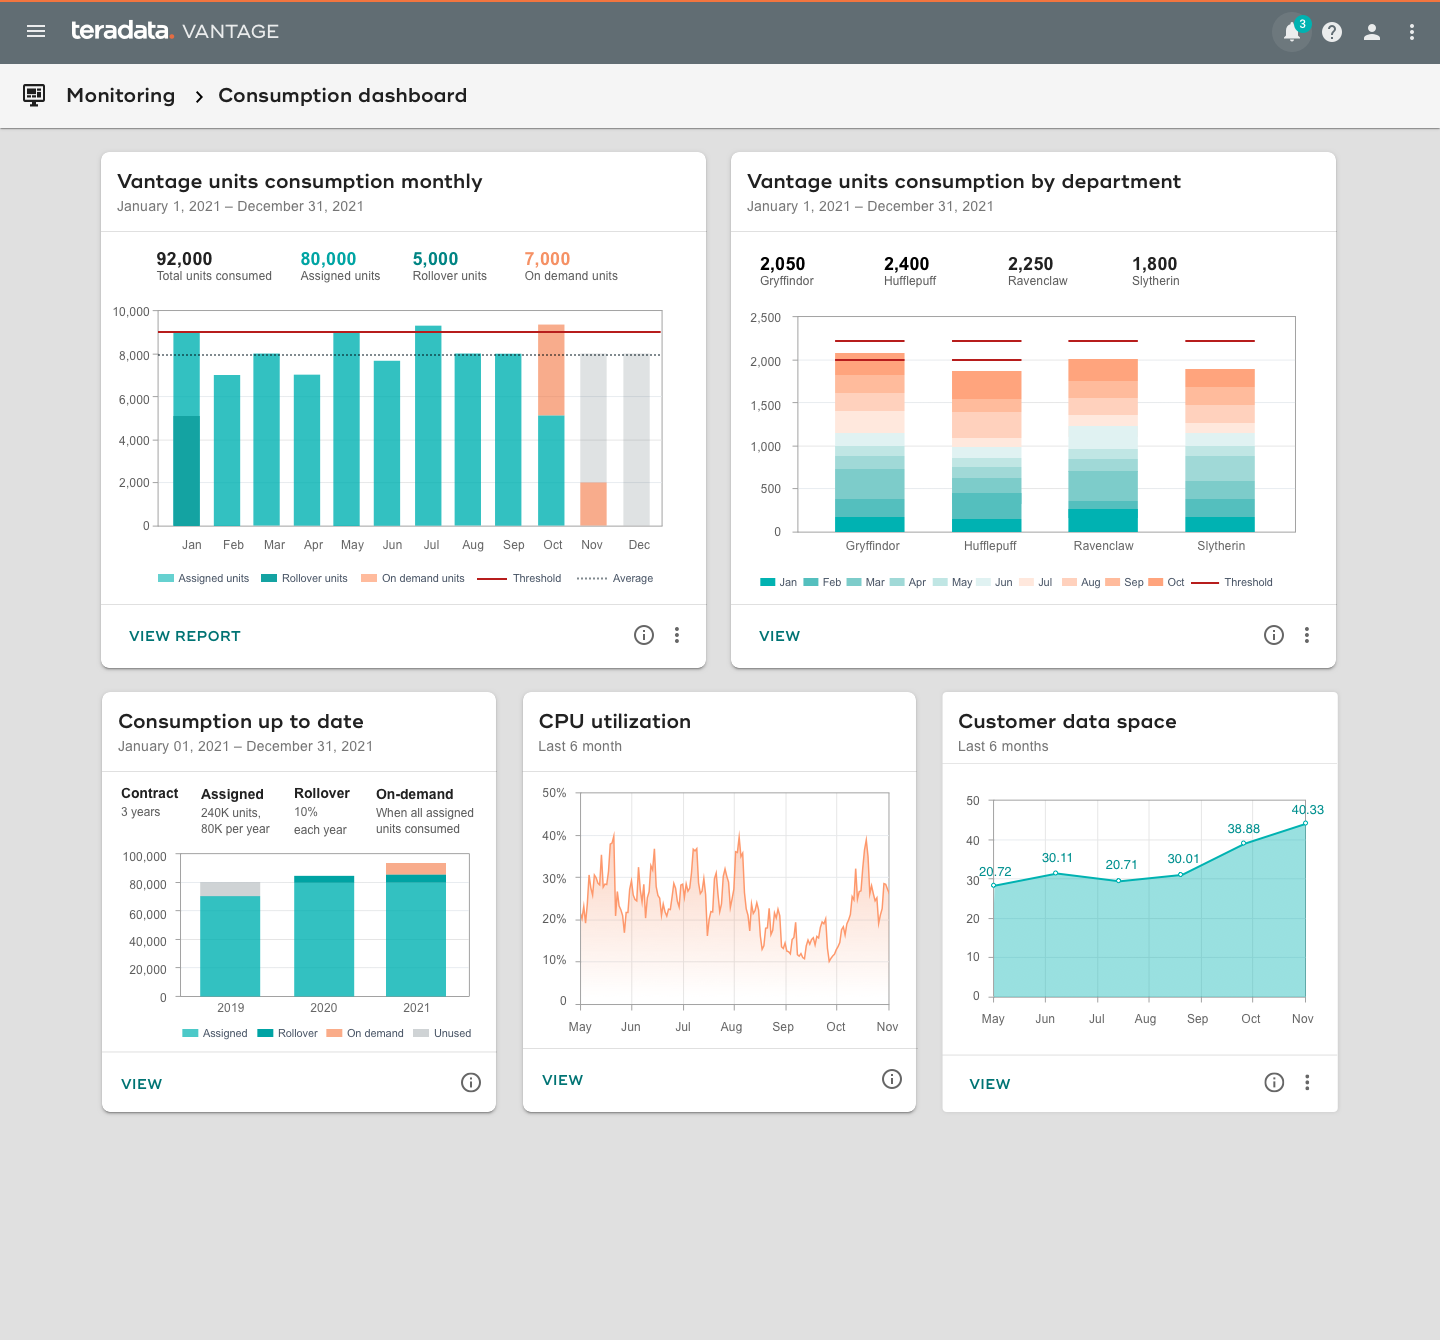 teradata. VANTAGE
3
Monitoring > Consumption dashboard
Vantage units consumption monthly
January 1, 2021 – December 31, 2021
92,000 80,000 5,000 7,000
Total units consumed Assigned units Rollover units On demand units
10,000
8,000
6,000
4,000
2,000
0
Jan Feb Mar Apr May Jun Jul Aug Sep Oct Nov Dec
Assigned units Rollover units On demand units Threshold Average
VIEW REPORT
Vantage units consumption by department
January 1, 2021 – December 31, 2021
2,050 2,400 2,250 1,800
Gryffindor Hufflepuff Ravenclaw Slytherin
2,500
2,000
1,500
1,000
500
0
Gryffindor Hufflepuff Ravenclaw Slytherin
Jan Feb Mar Apr May Jun Jul Aug Sep Oct Threshold
VIEW
Consumption up to date
January 01, 2021 – December 31, 2021
Contract Assigned Rollover On-demand
3 years 240K units, 10% When all assigned
80K per year each year units consumed
100,000
80,000
60,000
40,000
20,000
0
2019 2020 2021
Assigned Rollover On demand Unused
VIEW
CPU utilization
Last 6 month
50%
40%
30%
20%
10%
0
May Jun Jul Aug Sep Oct Nov
VIEW
Customer data space
Last 6 months
50
40
30
20
10
0
20.72 30.11 20.71 30.01 38.88 40.33
May Jun Jul Aug Sep Oct Nov
VIEW